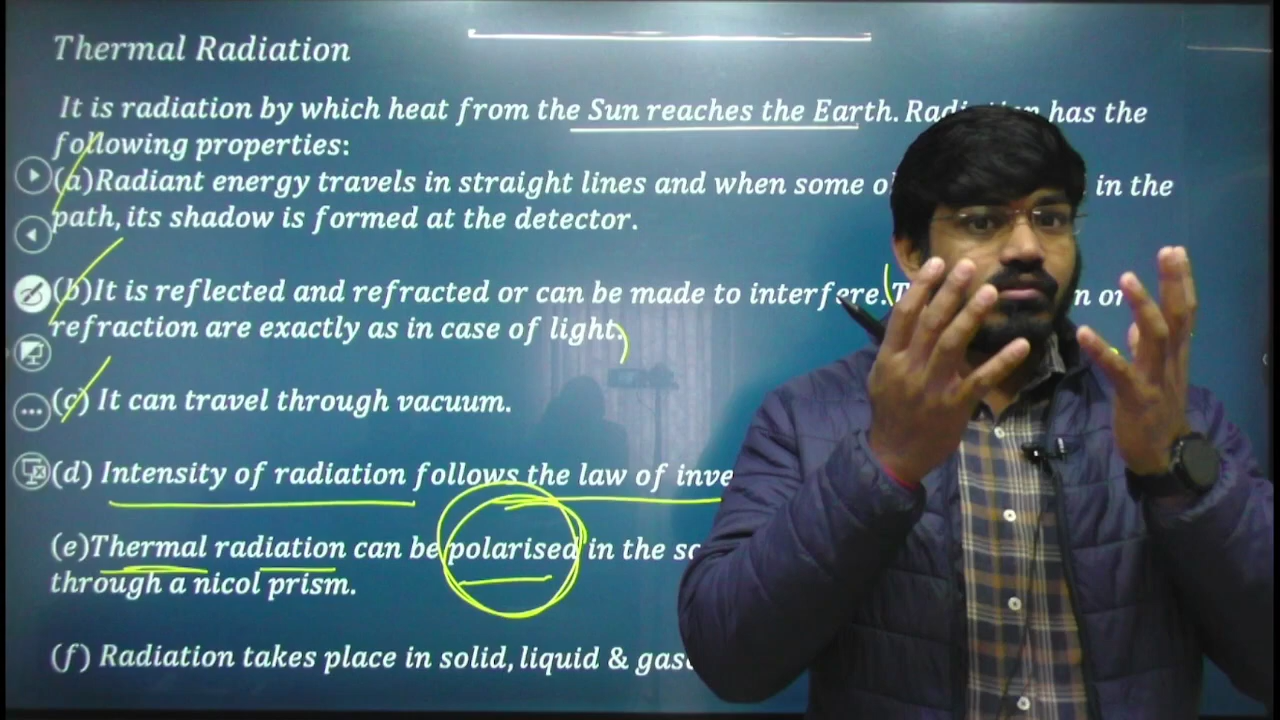 Thermal Radiation
It is radiation by which heat from the Sun reaches the Earth. has the
following properties:
(a)Radiant energy travels in straight lines and when some in the
path, its shadow is formed at the detector.
(b)It is reflected and refracted or can be made to interfere. or
refraction are exactly as in case of light.
(c) It can travel through vacuum.
(d) Intensity of radiation follows the law of
(e)Thermal radiation can be polarised in the
through a nicol prism.
(f) Radiation takes place in solid, liquid &